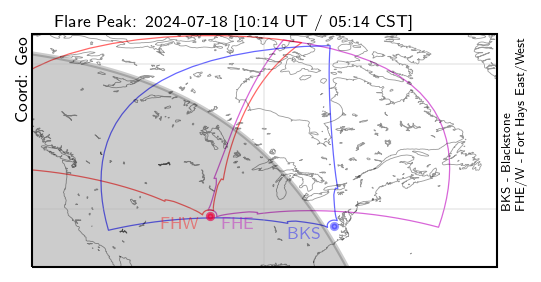 Flare Peak: 2024-07-18 [10:14 UT / 05:14 CST]
Coord: Geo
FHW
FHE
BKS
BKS - Blackstone
FHE/W - Fort Hays East/West